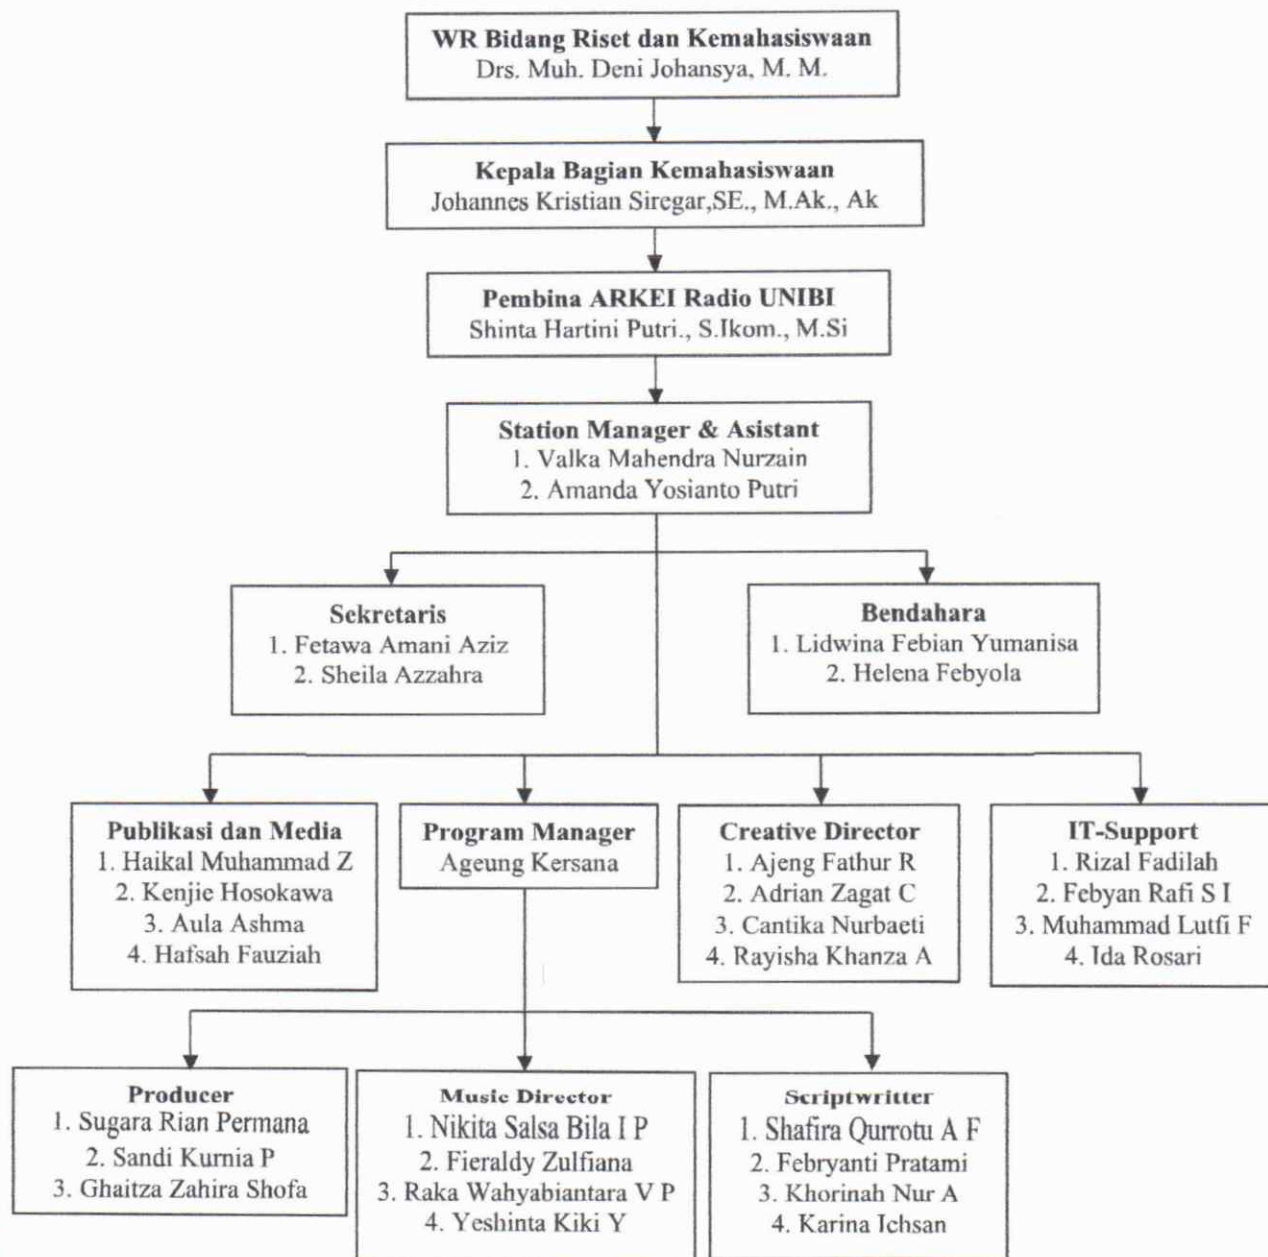 WR Bidang Riset dan Kemahasiswaan
Drs. Muh. Deni Johansya, M. M.
Kepala Bagian Kemahasiswaan
Johannes Kristian Siregar,SE., M.Ak., Ak
Pembina ARKEI Radio UNIBI
Shinta Hartini Putri., S.Ikom., M.Si
Station Manager & Asistant
1. Valka Mahendra Nurzain
2. Amanda Yosianto Putri
Sekretaris
1. Fetawa Amani Aziz
2. Sheila Azzahra
Bendahara
1. Lidwina Febian Yumanisa
2. Helena Febyola
Publikasi dan Media
1. Haikal Muhammad Z
2. Kenjie Hosokawa
3. Aula Ashma
4. Hafsah Fauziah
Program Manager
Ageung Kersana
Creative Director
1. Ajeng Fathur R
2. Adrian Zagat C
3. Cantika Nurbaeti
4. Rayisha Khanza A
IT-Support
1. Rizal Fadilah
2. Febyan Rafi S I
3. Muhammad Lutfi F
4. Ida Rosari
Producer
1. Sugara Rian Permana
2. Sandi Kurnia P
3. Ghaitza Zahira Shofa
Music Director
1. Nikita Salsa Bila I P
2. Fieraldy Zulfiana
3. Raka Wahyabiantara V P
4. Yeshinta Kiki Y
Scriptwritter
1. Shafira Qurrotu A F
2. Febryanti Pratami
3. Khorinah Nur A
4. Karina Ichsan